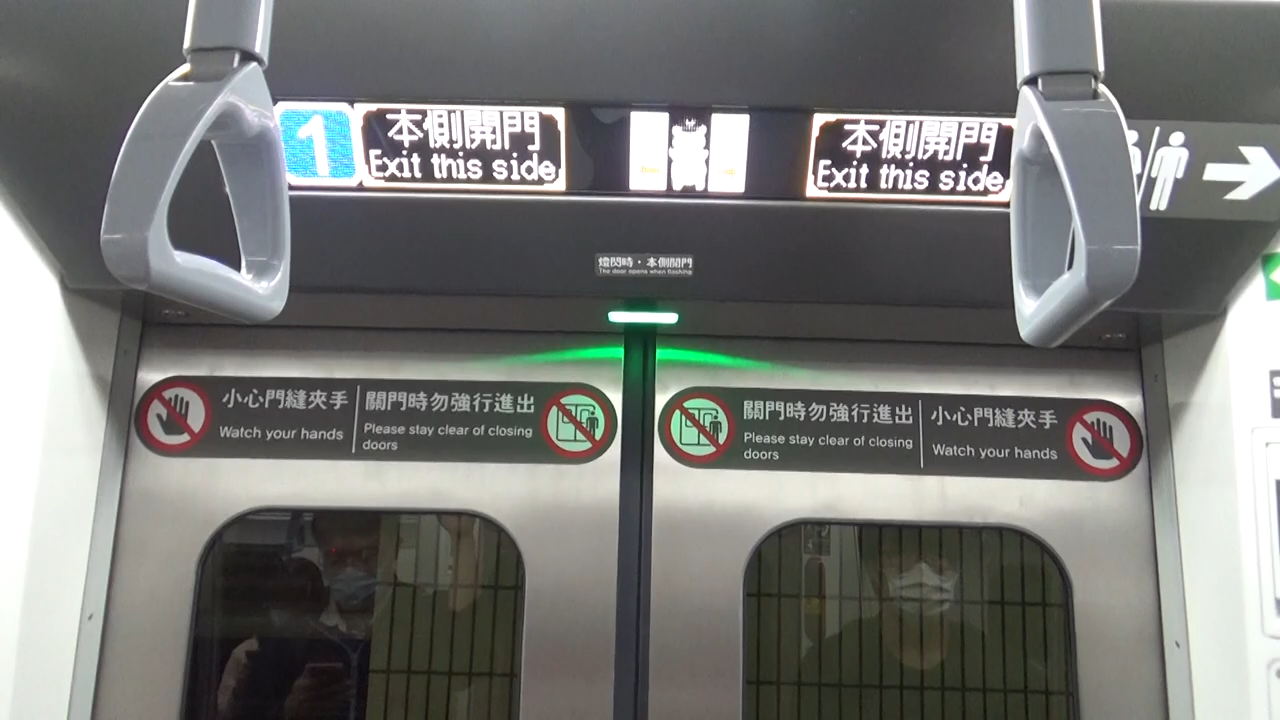 1
本側開門
Exit this side
本側開門
Exit this side
燈閃時，本側開門
The door opens when flashing
小心門縫夾手
Watch your hands
關門時勿強行進出
Please stay clear of closing
doors
關門時勿強行進出
Please stay clear of closing
doors
小心門縫夾手
Watch your hands